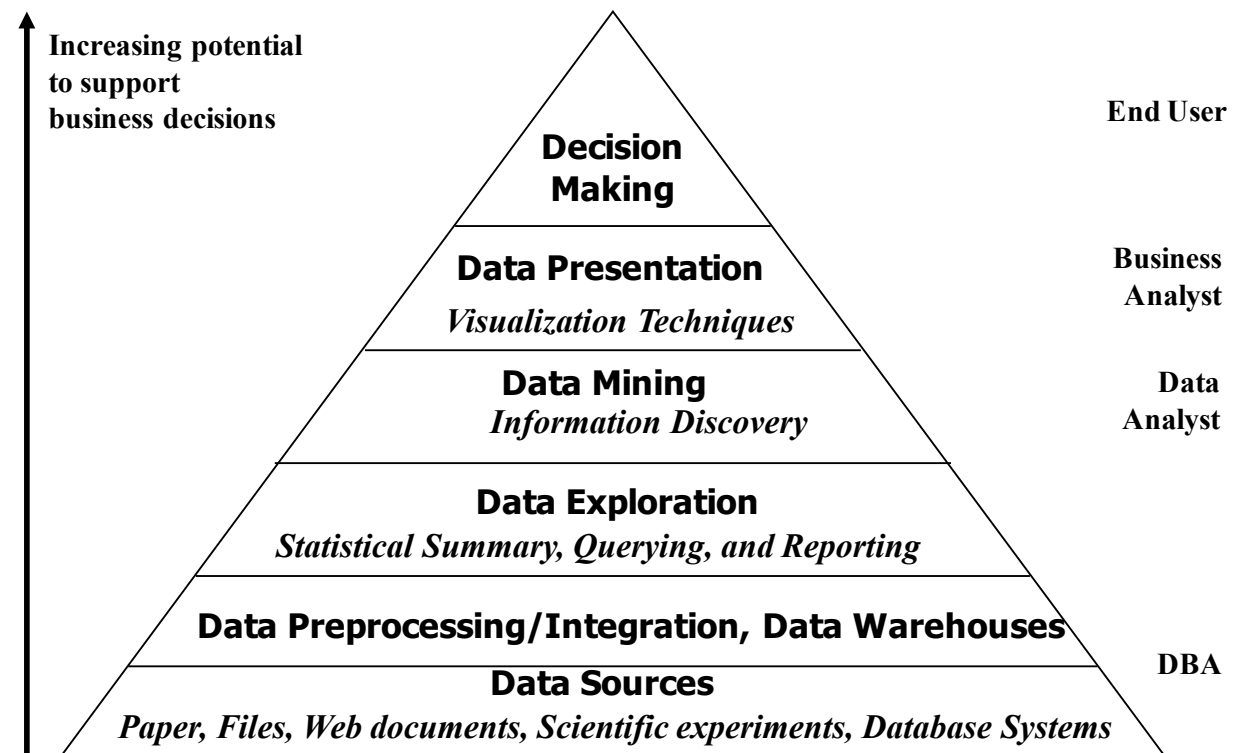 Increasing potential
to support
business decisions
End User
Decision
Making
Data Presentation
Visualization Techniques
Business
Analyst
Data Mining
Information Discovery
Data
Analyst
Data Exploration
Statistical Summary, Querying, and Reporting
Data Preprocessing/Integration, Data Warehouses
DBA
Data Sources
Paper, Files, Web documents, Scientific experiments, Database Systems